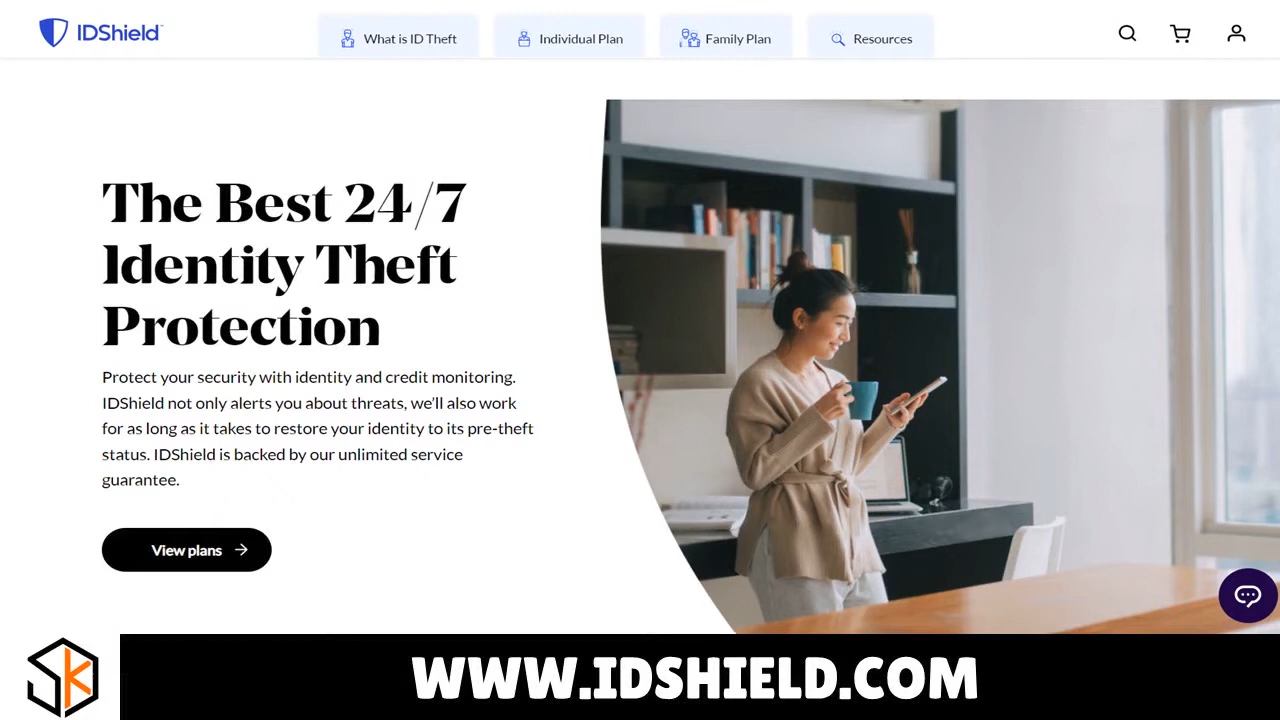 IDShield
What is ID Theft
Individual Plan
Family Plan
Resources
The Best 24/7
Identity Theft
Protection
Protect your security with identity and credit monitoring.
IDShield not only alerts you about threats, we'll also work
for as long as it takes to restore your identity to its pre-theft
status. IDShield is backed by our unlimited service
guarantee.
View plans
SK
WWW.IDSHIELD.COM